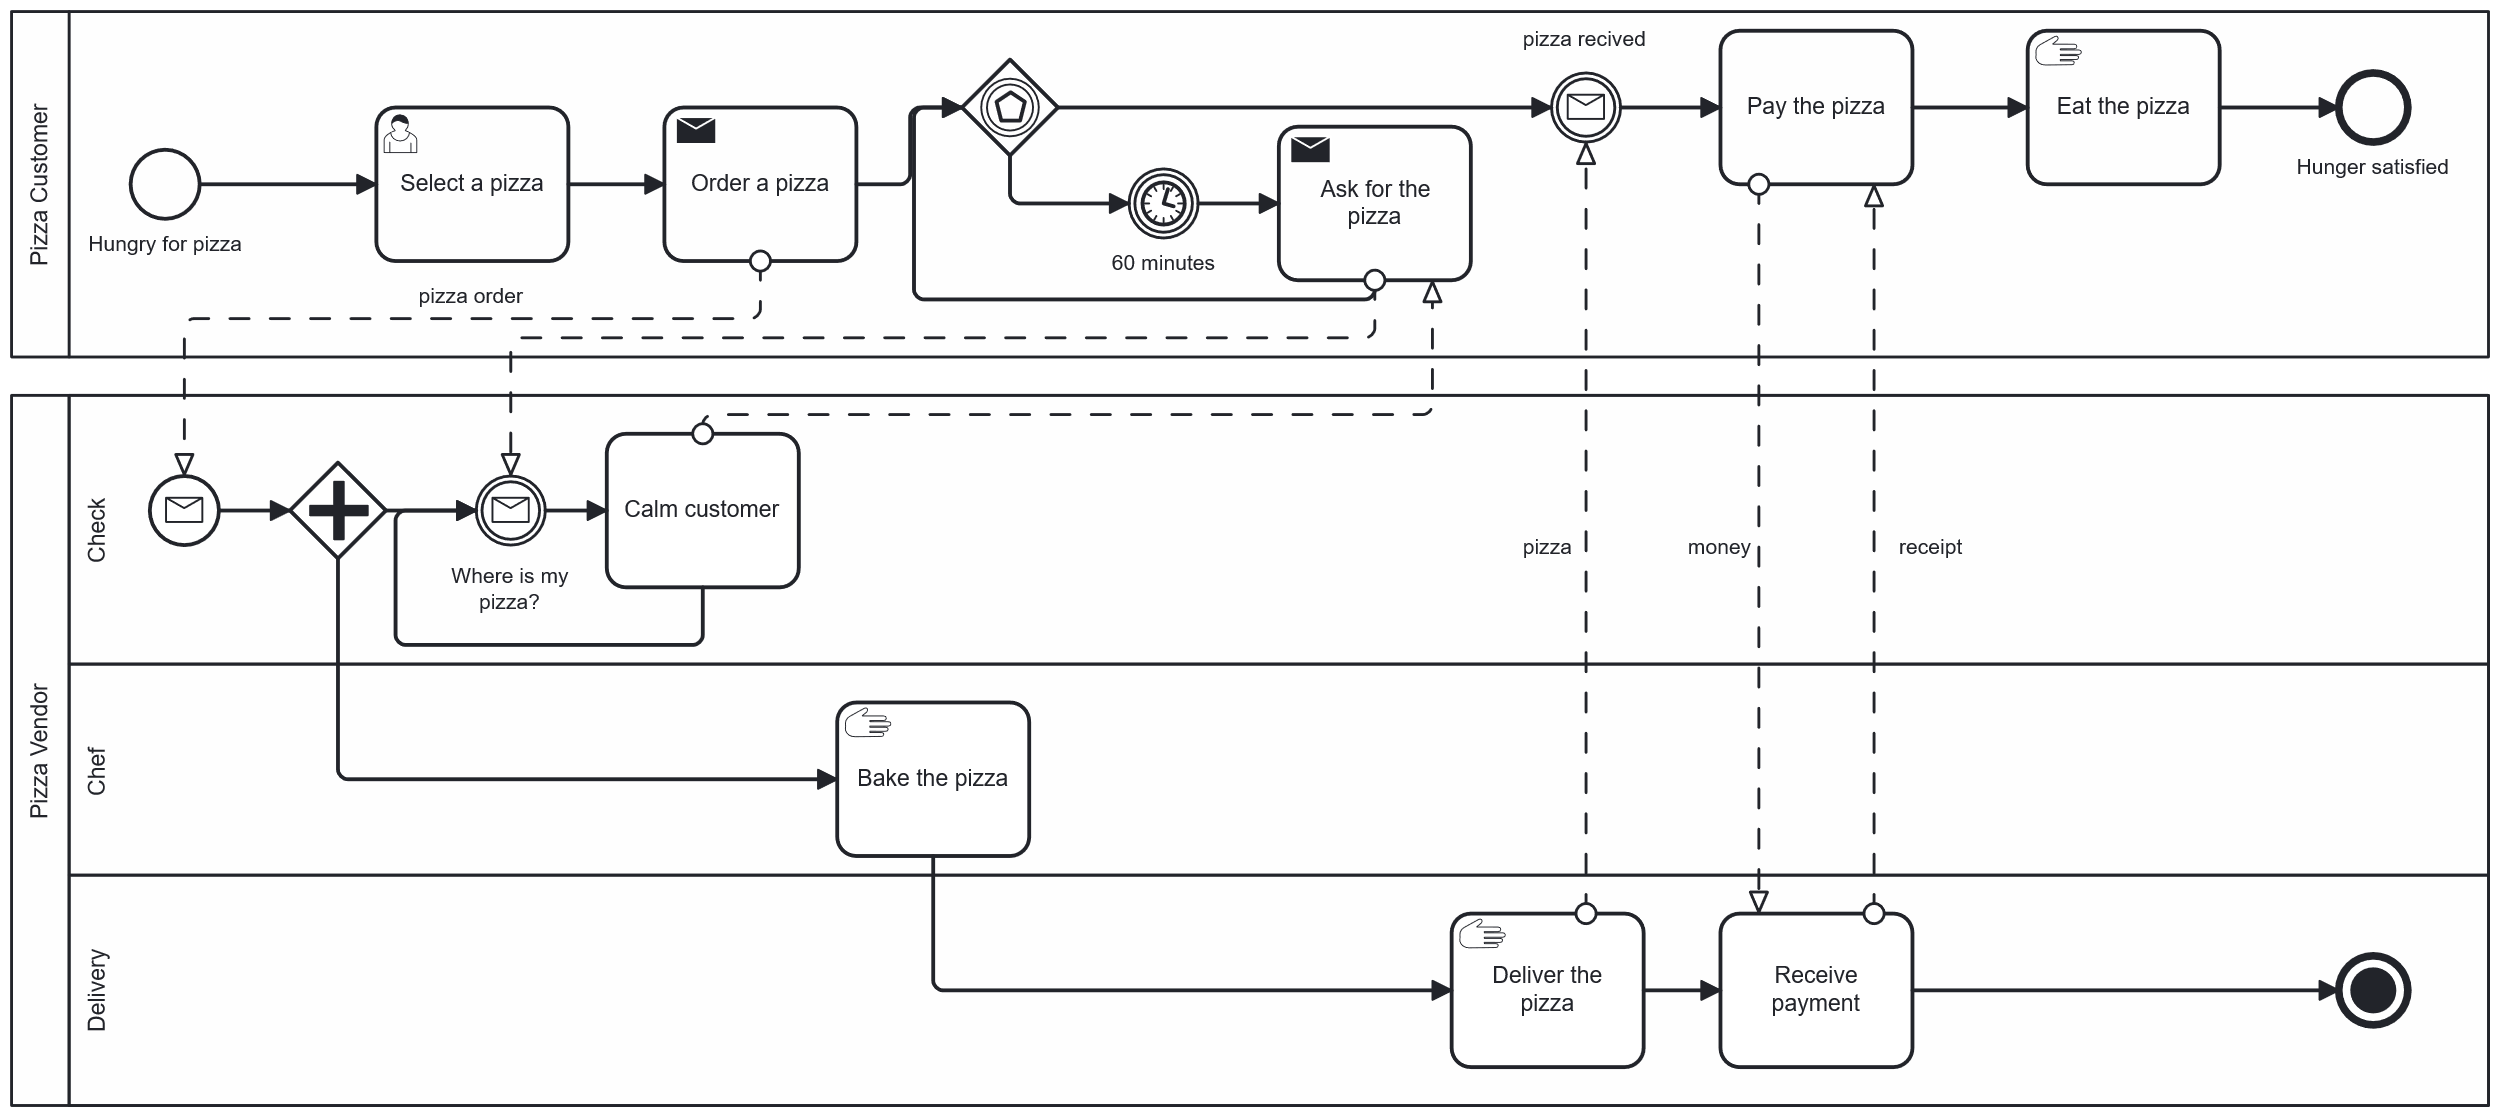 Pizza Customer
Hungry for pizza
Select a pizza
Order a pizza
pizza order
60 minutes
Ask for the
pizza
pizza recived
Pay the pizza
Eat the pizza
Hunger satisfied
Pizza Vendor
Check
Where is my
pizza?
Calm customer
pizza
money
receipt
Chef
Bake the pizza
Delivery
Deliver the
pizza
Receive
payment